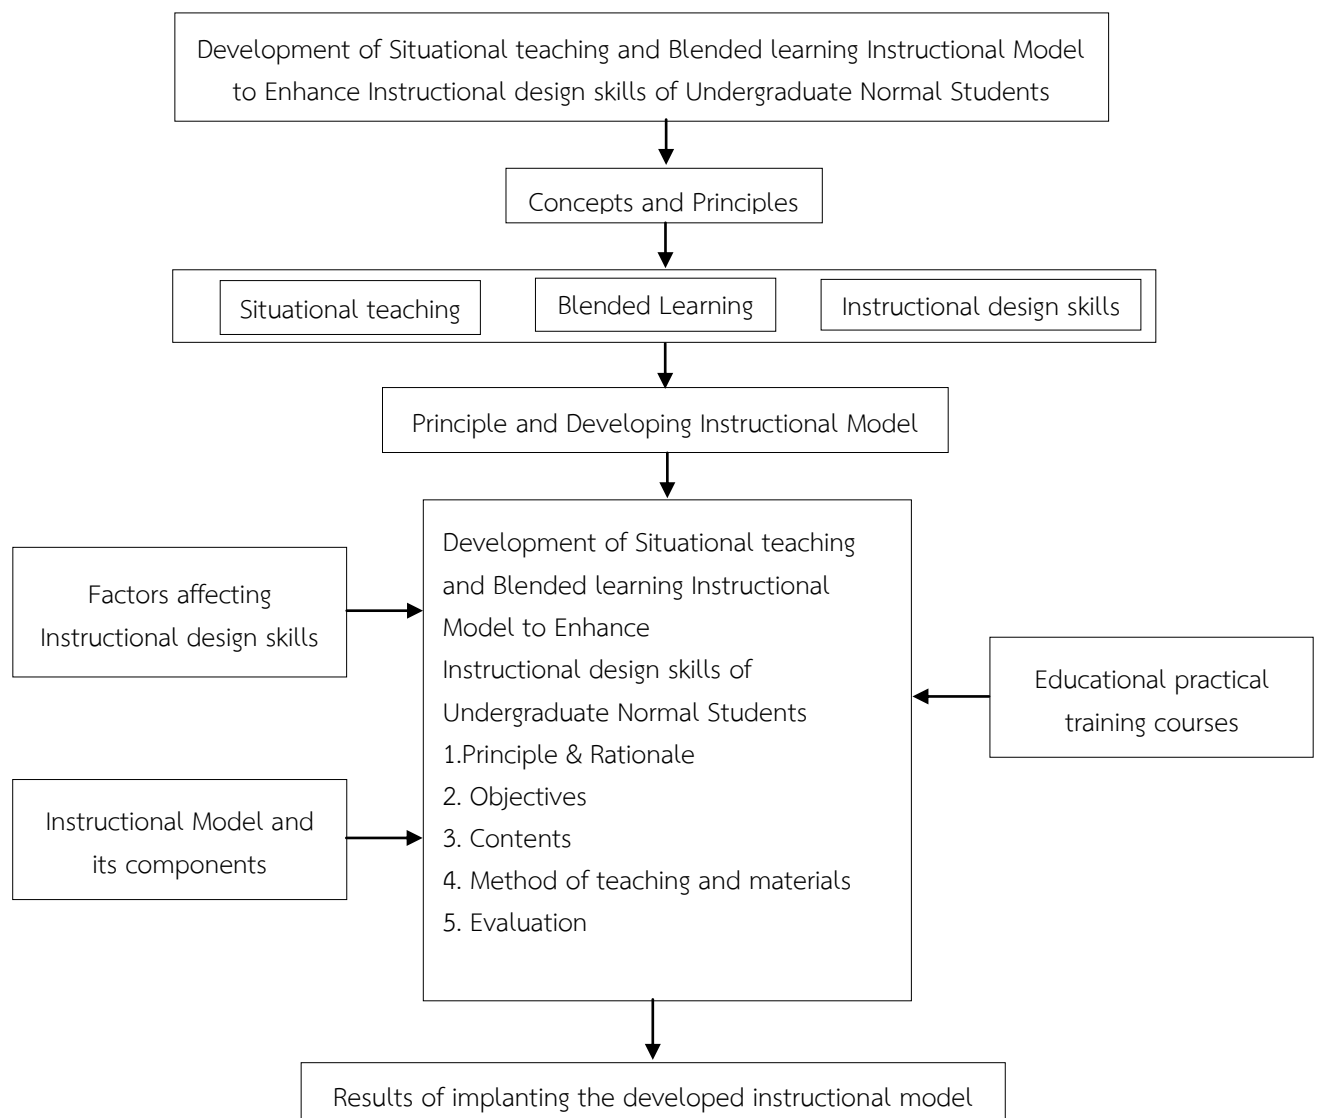 Development of Situational teaching and Blended learning Instructional Model
to Enhance Instructional design skills of Undergraduate Normal Students
Concepts and Principles
Situational teaching
Blended Learning
Instructional design skills
Principle and Developing Instructional Model
Factors affecting
Instructional design skills
Instructional Model and
its components
Development of Situational teaching
and Blended learning Instructional
Model to Enhance
Instructional design skills of
Undergraduate Normal Students
1.Principle & Rationale
2. Objectives
3. Contents
4. Method of teaching and materials
5. Evaluation
Educational practical
training courses
Results of implanting the developed instructional model